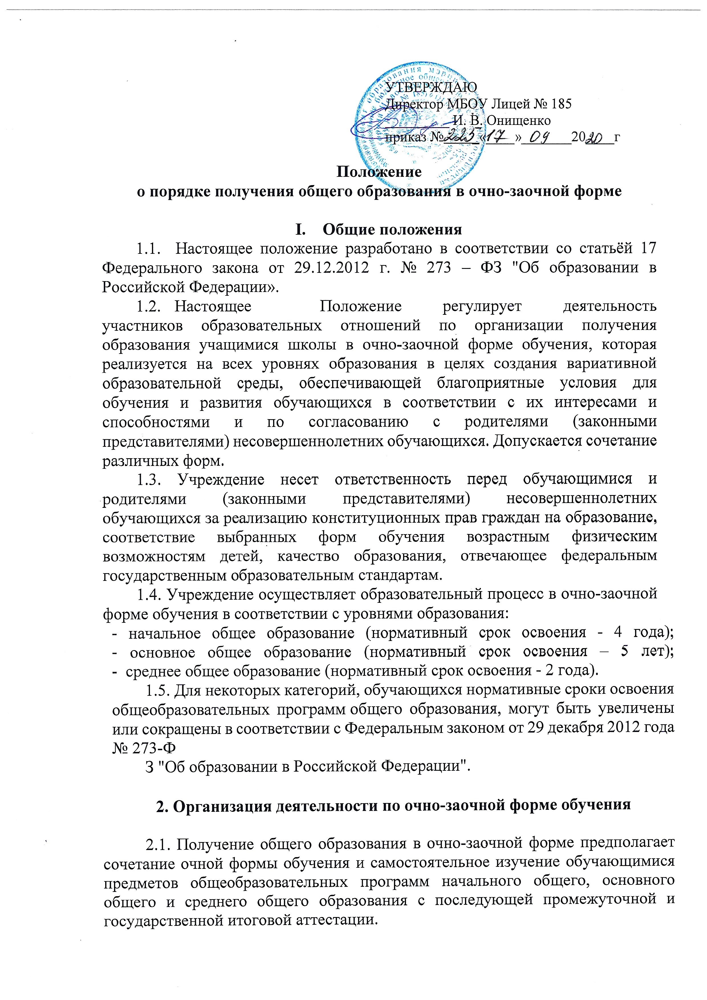 УТВЕРЖДАЮ
Директор МБОУ Лицей № 185
_________ И. В. Онищенко
приказ №223«17»  09  2020 г
Положение
о порядке получения общего образования в очно-заочной форме
I. Общие положения
1.1. Настоящее положение разработано в соответствии со статьёй 17
Федерального закона от 29.12.2012 г. № 273 – ФЗ "Об образовании в
Российской Федерации».
1.2. Настоящее Положение регулирует деятельность
участников образовательных отношений по организации получения
образования учащимися школы в очно-заочной форме обучения, которая
реализуется на всех уровнях образования в целях создания вариативной
образовательной среды, обеспечивающей благоприятные условия для
обучения и развития обучающихся в соответствии с их интересами и
способностями и по согласованию с родителями (законными
представителями) несовершеннолетних обучающихся. Допускается сочетание
различных форм.
1.3. Учреждение несет ответственность перед обучающимися и
родителями (законными представителями) несовершеннолетних
обучающихся за реализацию конституционных прав граждан на образование,
соответствие выбранных форм обучения возрастным физическим
возможностям детей, качество образования, отвечающее федеральным
государственным образовательным стандартам.
1.4. Учреждение осуществляет образовательный процесс в очно-заочной
форме обучения в соответствии с уровнями образования:
- начальное общее образование (нормативный срок освоения - 4 года);
- основное общее образование (нормативный срок освоения – 5 лет);
- среднее общее образование (нормативный срок освоения - 2 года).
1.5. Для некоторых категорий, обучающихся нормативные сроки освоения
общеобразовательных программ общего образования, могут быть увеличены
или сокращены в соответствии с Федеральным законом от 29 декабря 2012 года
№ 273-Ф
З "Об образовании в Российской Федерации".
2. Организация деятельности по очно-заочной форме обучения
2.1. Получение общего образования в очно-заочной форме предполагает
сочетание очной формы обучения и самостоятельное изучение обучающимися
предметов общеобразовательных программ начального общего, основного
общего и среднего общего образования с последующей промежуточной и
государственной итоговой аттестации.